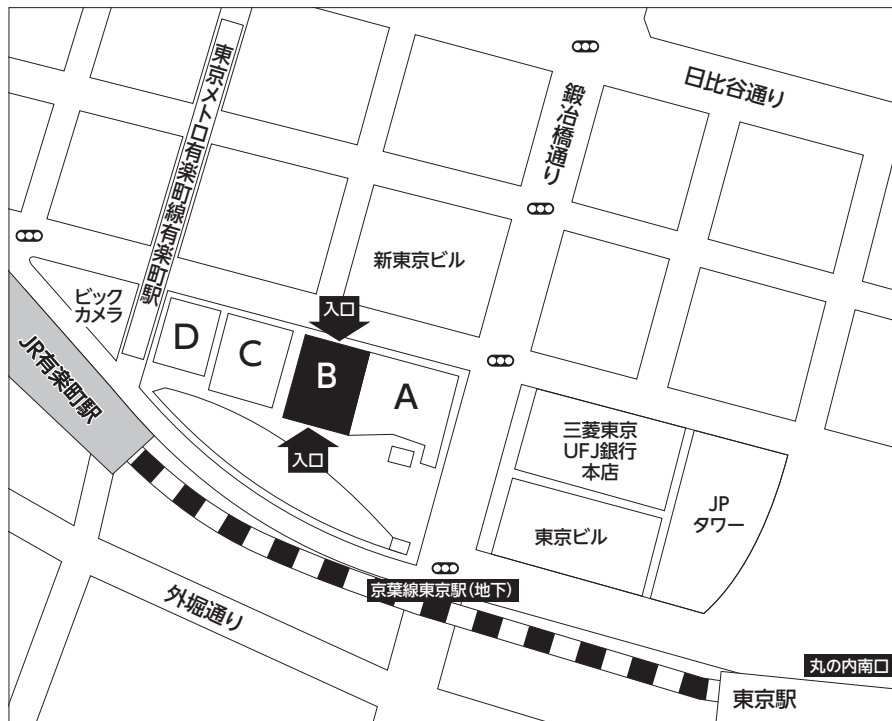 東京メトロ有楽町線有楽町駅
日比谷通り
鍛冶橋通り
新東京ビル
ビック
カメラ
入口
D
C
B
A
JR有楽町駅
入口
三菱東京
UFJ銀行
本店
JP
タワー
東京ビル
京葉線東京駅(地下)
外堀通り
丸の内南口
東京駅